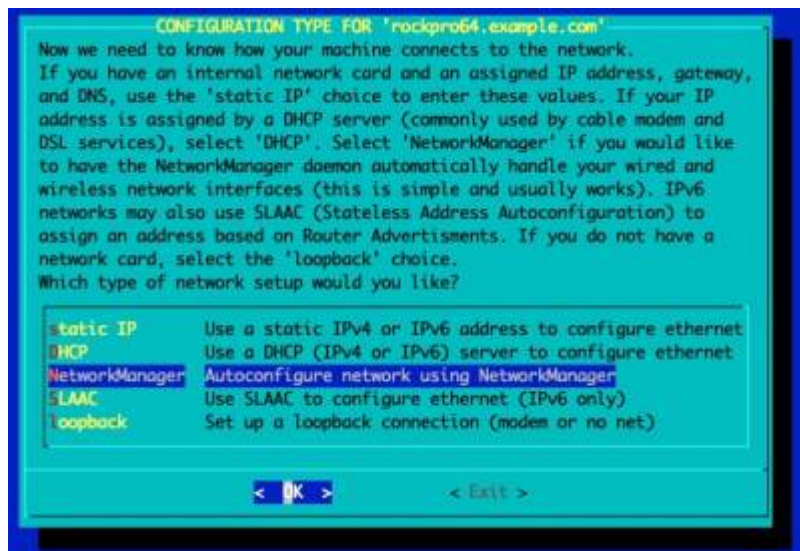 CONFIGURATION TYPE FOR 'rockpro64.example.com'
Now we need to know how your machine connects to the network.
If you have an internal network card and an assigned IP address, gateway,
and DNS, use the 'static IP' choice to enter these values. If your IP
address is assigned by a DHCP server (commonly used by cable modem and
DSL services), select 'DHCP'. Select 'NetworkManager' if you would like
to have the NetworkManager daemon automatically handle your wired and
wireless network interfaces (this is simple and usually works). IPv6
networks may also use SLAAC (Stateless Address Autoconfiguration) to
assign an address based on Router Advertisments. If you do not have a
network card, select the 'loopback' choice.
Which type of network setup would you like?
static IP Use a static IPv4 or IPv6 address to configure ethernet
DHCP Use a DHCP (IPv4 or IPv6) server to configure ethernet
NetworkManager Autoconfigure network using NetworkManager
SLAAC Use SLAAC to configure ethernet (IPv6 only)
loopback Set up a loopback connection (modem or no net)
< OK > < Exit >